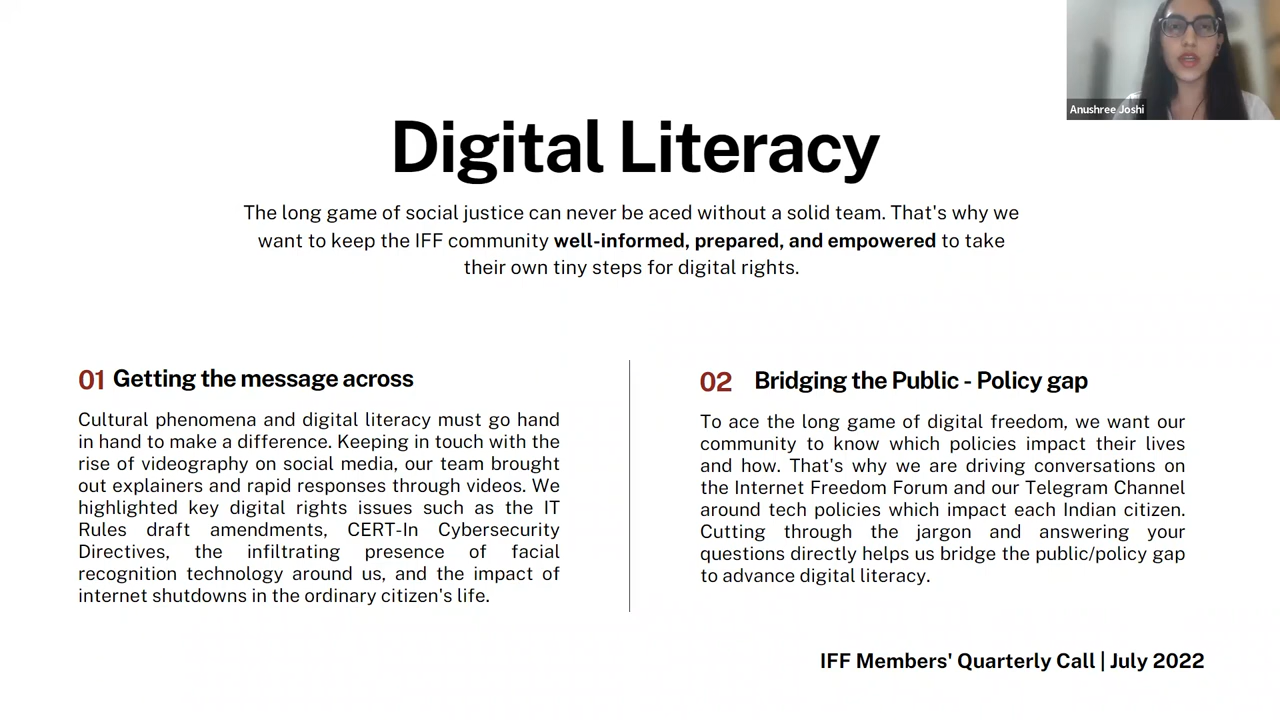 Anushree Joshi
Digital Literacy
The long game of social justice can never be aced without a solid team. That's why we
want to keep the IFF community well-informed, prepared, and empowered to take
their own tiny steps for digital rights.
01 Getting the message across
Cultural phenomena and digital literacy must go hand
in hand to make a difference. Keeping in touch with the
rise of videography on social media, our team brought
out explainers and rapid responses through videos. We
highlighted key digital rights issues such as the IT
Rules draft amendments, CERT-In Cybersecurity
Directives, the infiltrating presence of facial
recognition technology around us, and the impact of
internet shutdowns in the ordinary citizen's life.
02 Bridging the Public - Policy gap
To ace the long game of digital freedom, we want our
community to know which policies impact their lives
and how. That's why we are driving conversations on
the Internet Freedom Forum and our Telegram Channel
around tech policies which impact each Indian citizen.
Cutting through the jargon and answering your
questions directly helps us bridge the public/policy gap
to advance digital literacy.
IFF Members' Quarterly Call | July 2022